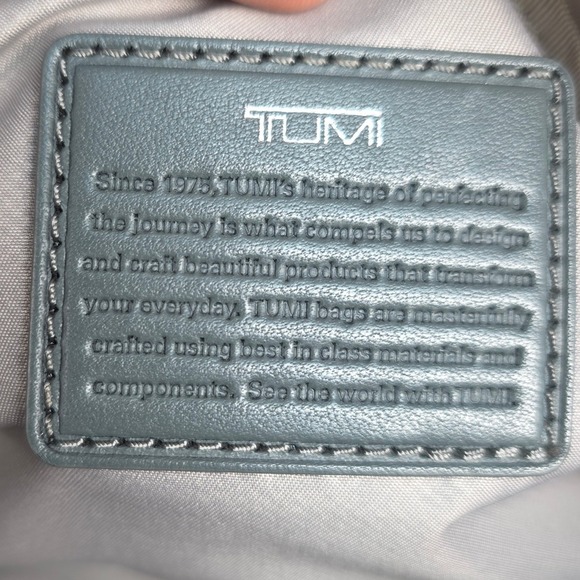 TUMI
Since 1975, TUMI's heritage of perfecting
the journey is what compels us to design
and craft beautiful products that transform
your everyday. TUMI bags are masterfully
crafted using best in class materials and
components. See the world with TUMI.